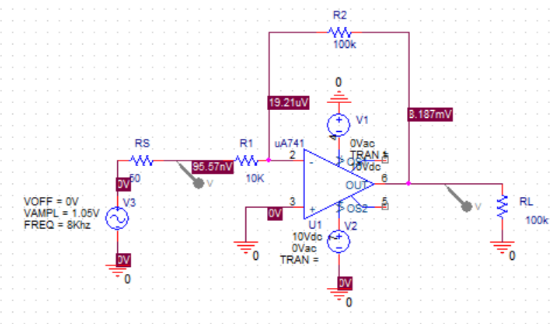 R2
100k
0
19.21uV
8.187mV
V1
RS
R1
uA741
0Vac
TRAN =
10Vdc
95.57nV
2
-
OUT
6
50
V
10K
0V
VOFF = 0V
VAMPL = 1.05V
FREQ = 8Khz
V3
3
+
0V
OS2
5
V
U1
V2
10Vdc
0Vac
TRAN =
RL
100k
0
0
0V
0
0V
0